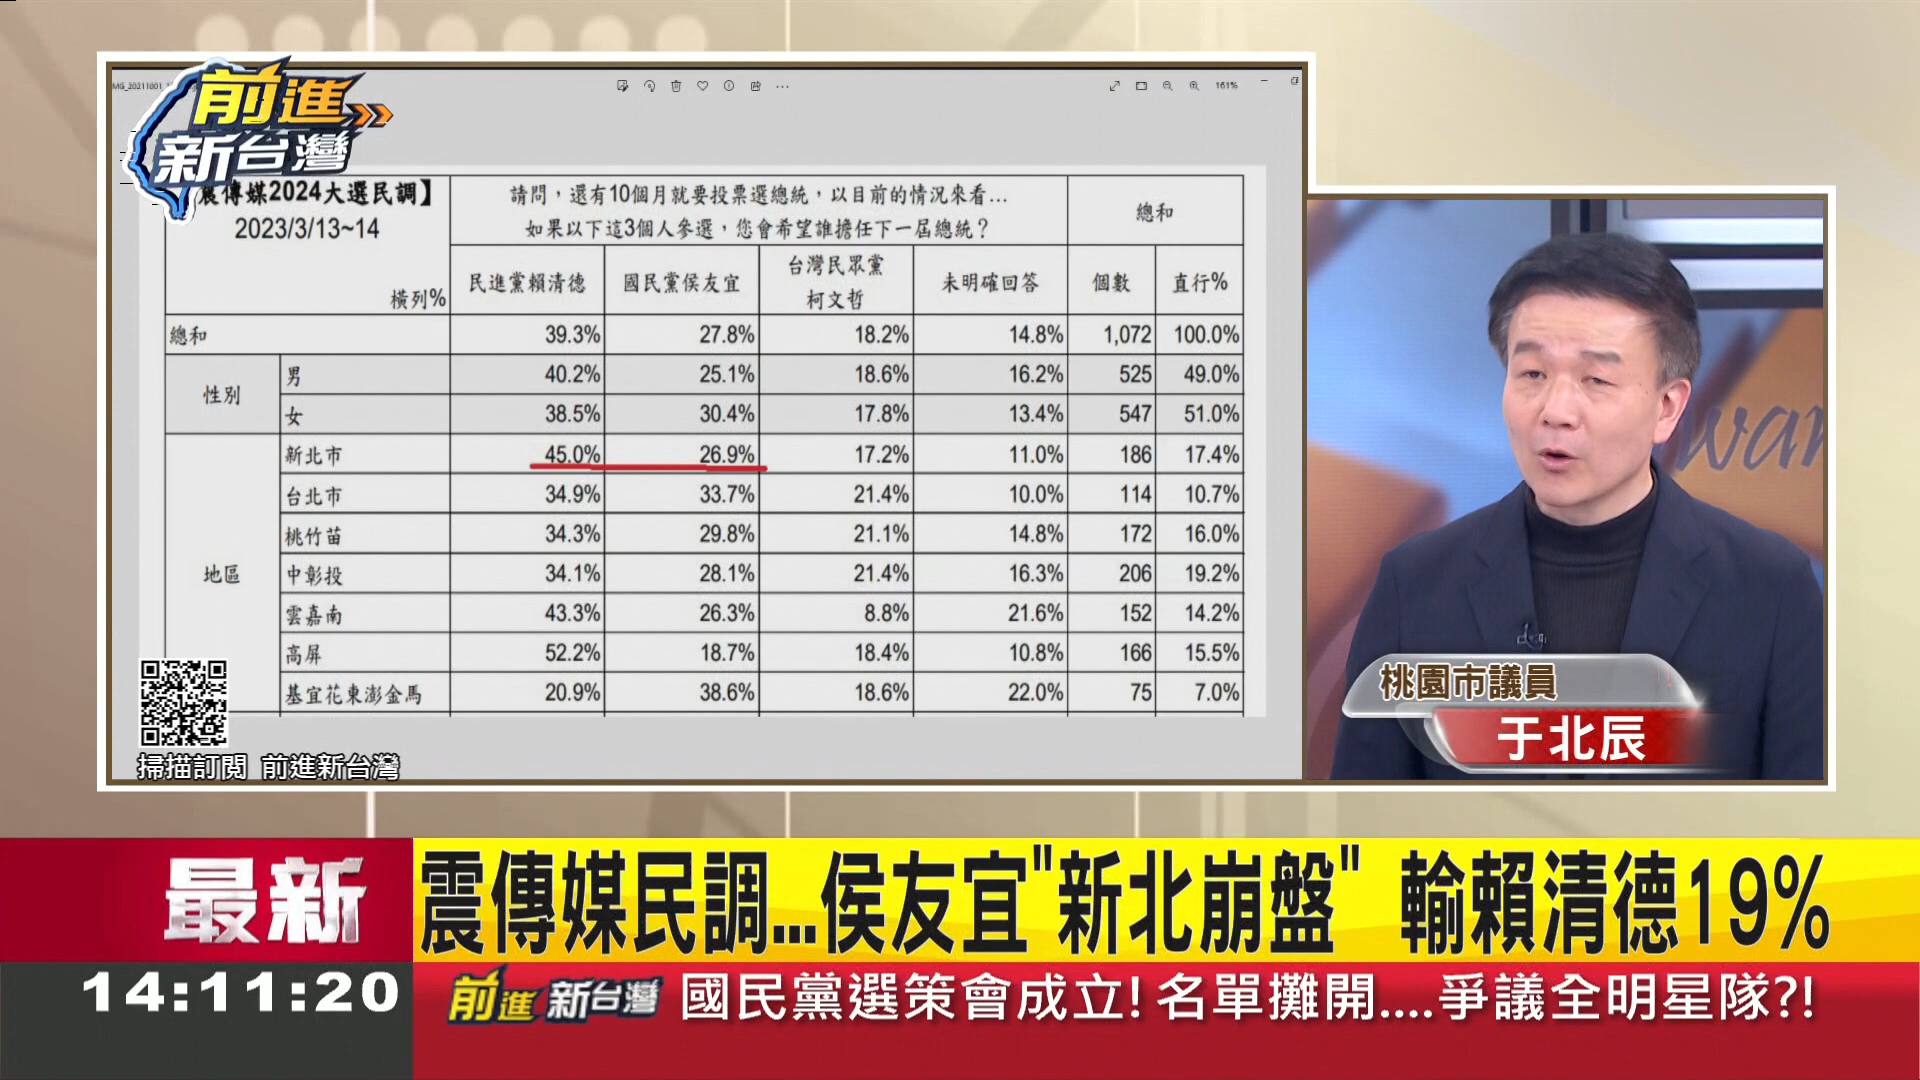 MG_20211001
161%
前進
新台灣
震傳媒2024大選民調】
2023/3/13~14
橫列%
請問，還有10個月就要投票選總統，以目前的情況來看...
如果以下這3個人參選，您會希望誰擔任下一屆總統？
總和
民進黨賴清德 國民黨侯友宜 台灣民眾黨 柯文哲 未明確回答 個數 直行%
總和 39.3% 27.8% 18.2% 14.8% 1,072 100.0%
性別
男 40.2% 25.1% 18.6% 16.2% 525 49.0%
女 38.5% 30.4% 17.8% 13.4% 547 51.0%
地區
新北市 45.0% 26.9% 17.2% 11.0% 186 17.4%
台北市 34.9% 33.7% 21.4% 10.0% 114 10.7%
桃竹苗 34.3% 29.8% 21.1% 14.8% 172 16.0%
中彰投 34.1% 28.1% 21.4% 16.3% 206 19.2%
雲嘉南 43.3% 26.3% 8.8% 21.6% 152 14.2%
高屏 52.2% 18.7% 18.4% 10.8% 166 15.5%
基宜花東澎金馬 20.9% 38.6% 18.6% 22.0% 75 7.0%
掃描訂閱 前進新台灣
wan
桃園市議員
于北辰
最新
震傳媒民調...侯友宜"新北崩盤" 輸賴清德19%
14:11:20
前進新台灣 國民黨選策會成立!名單攤開....爭議全明星隊?!